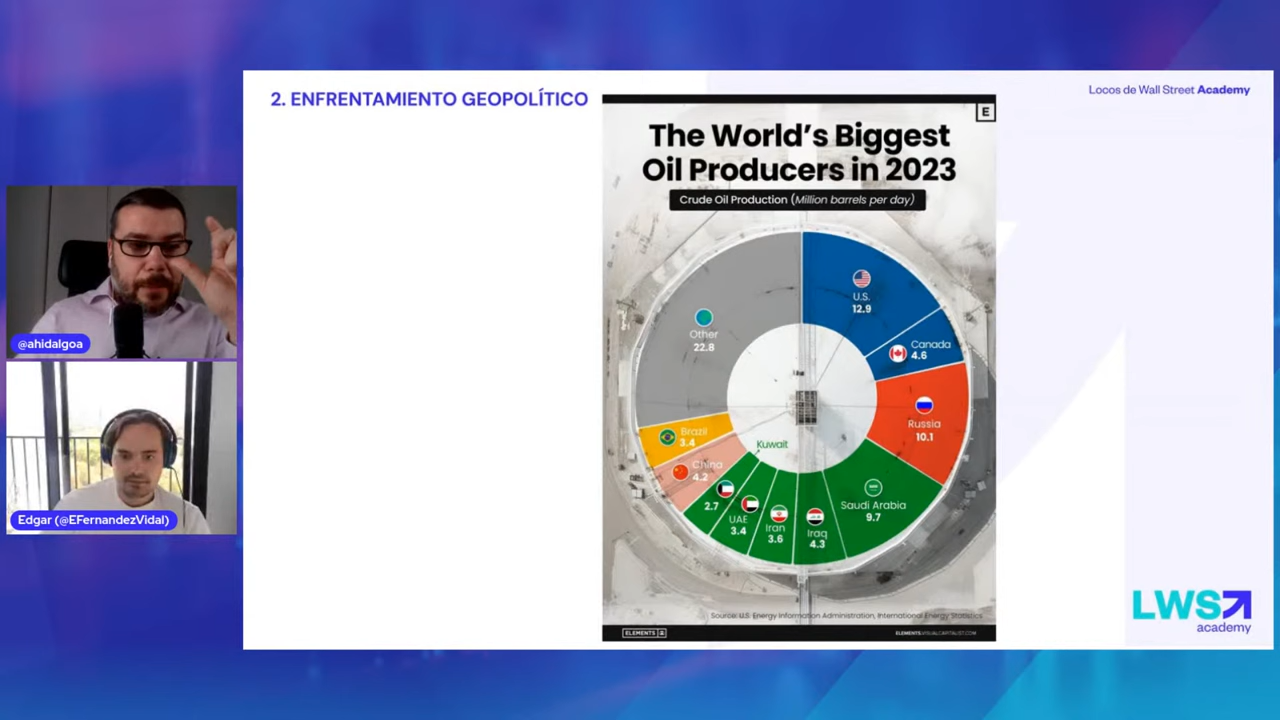 2. ENFRENTAMIENTO GEOPOLÍTICO
Locos de Wall Street Academy
E
The World's Biggest
Oil Producers in 2023
Crude Oil Production (Million barrels per day)
U.S.
12.9
Canada
4.6
Russia
10.1
Saudi Arabia
9.7
Iraq
4.3
Iran
3.6
UAE
3.4
Kuwait
2.7
China
4.2
Brazil
3.4
Other
22.8
Source: U.S. Energy Information Administration, International Energy Statistics
ELEMENTS
ELEMENTS.VISUALCAPITALIST.COM
@ahidalgoa
Edgar (@EFernandezVidal)
LWS
academy